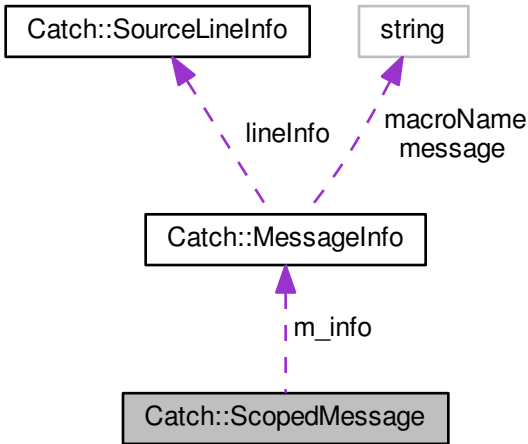 Catch::SourceLineInfo
string
lineInfo
macroName
message
Catch::MessageInfo
m_info
Catch::ScopedMessage